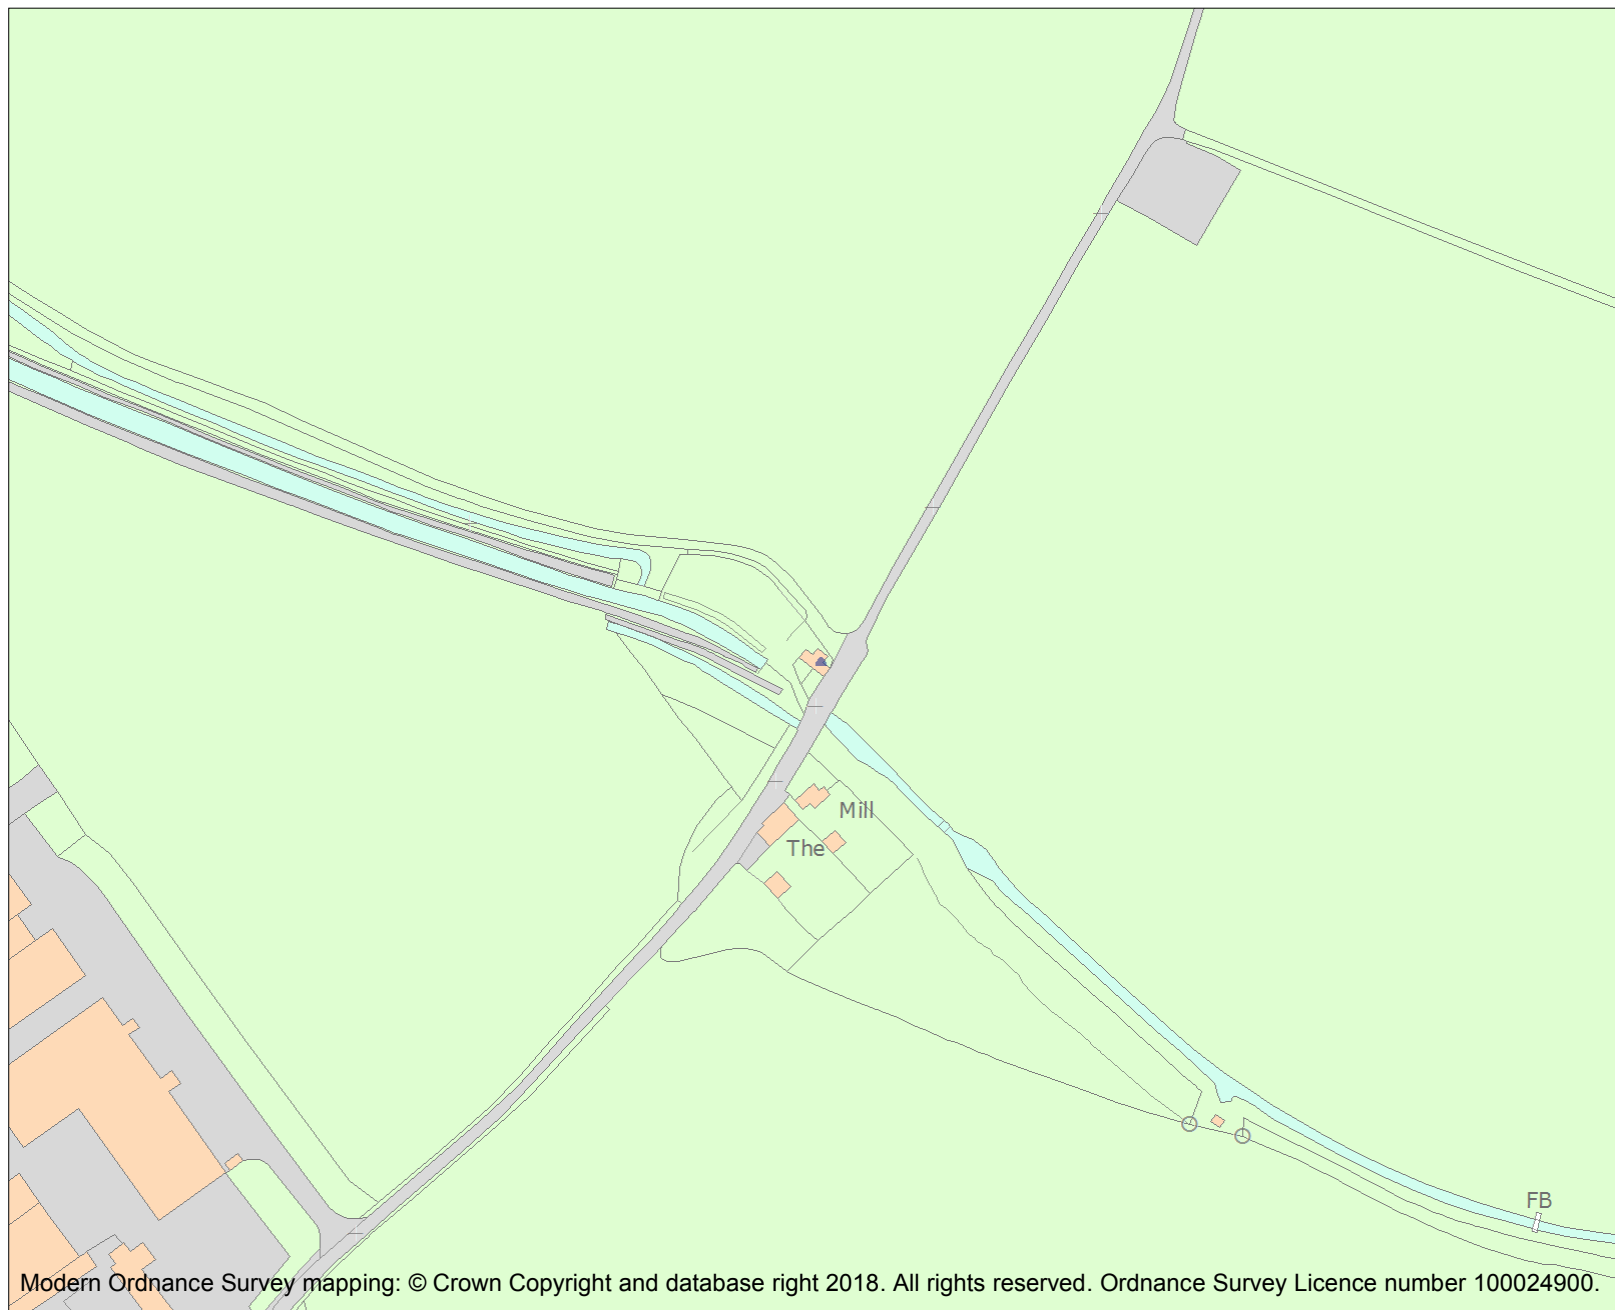 Mill
The
FB
Modern Ordnance Survey mapping: © Crown Copyright and database right 2018. All rights reserved. Ordnance Survey Licence number 100024900.